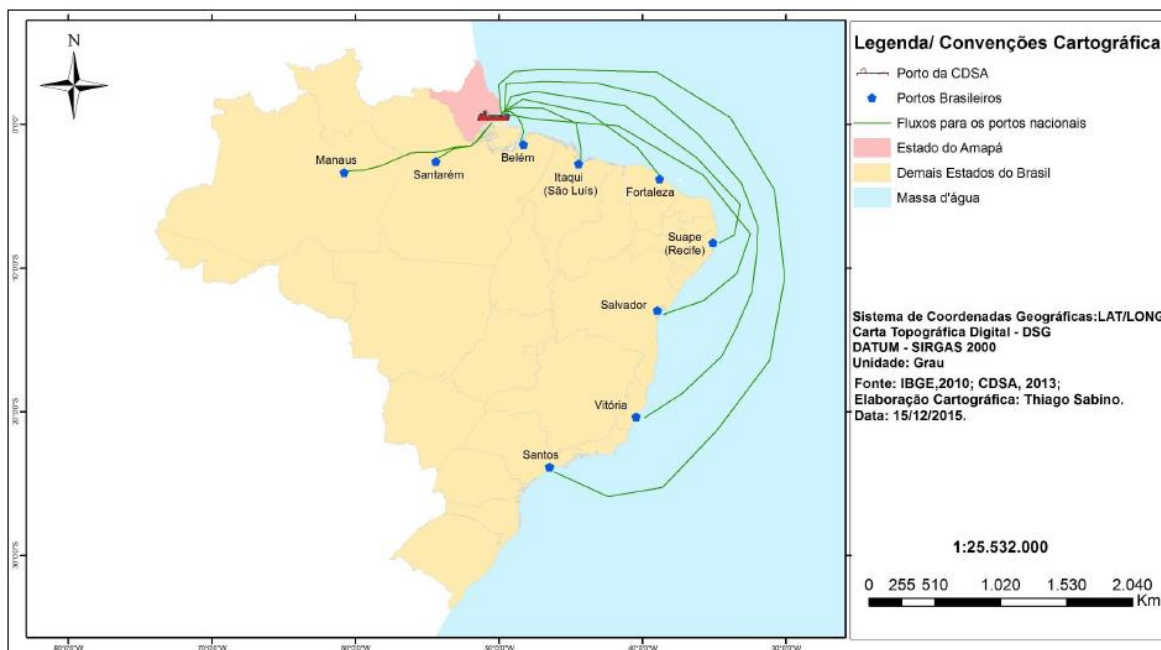 N
Legenda/ Convenções Cartográfica
Porto da CDSA
Portos Brasileiros
Fluxos para os portos nacionais
Estado do Amapá
Demais Estados do Brasil
Massa d'água
Manaus
Santarém
Belém
Itaqui
(São Luís)
Fortaleza
Suape
(Recife)
Salvador
Vitória
Santos
Sistema de Coordenadas Geográficas:LAT/LONG
Carta Topográfica Digital - DSG
DATUM - SIRGAS 2000
Unidade: Grau
Fonte: IBGE,2010; CDSA, 2013;
Elaboração Cartográfica: Thiago Sabino.
Data: 15/12/2015.
1:25.532.000
0 255 510 1.020 1.530 2.040
Km